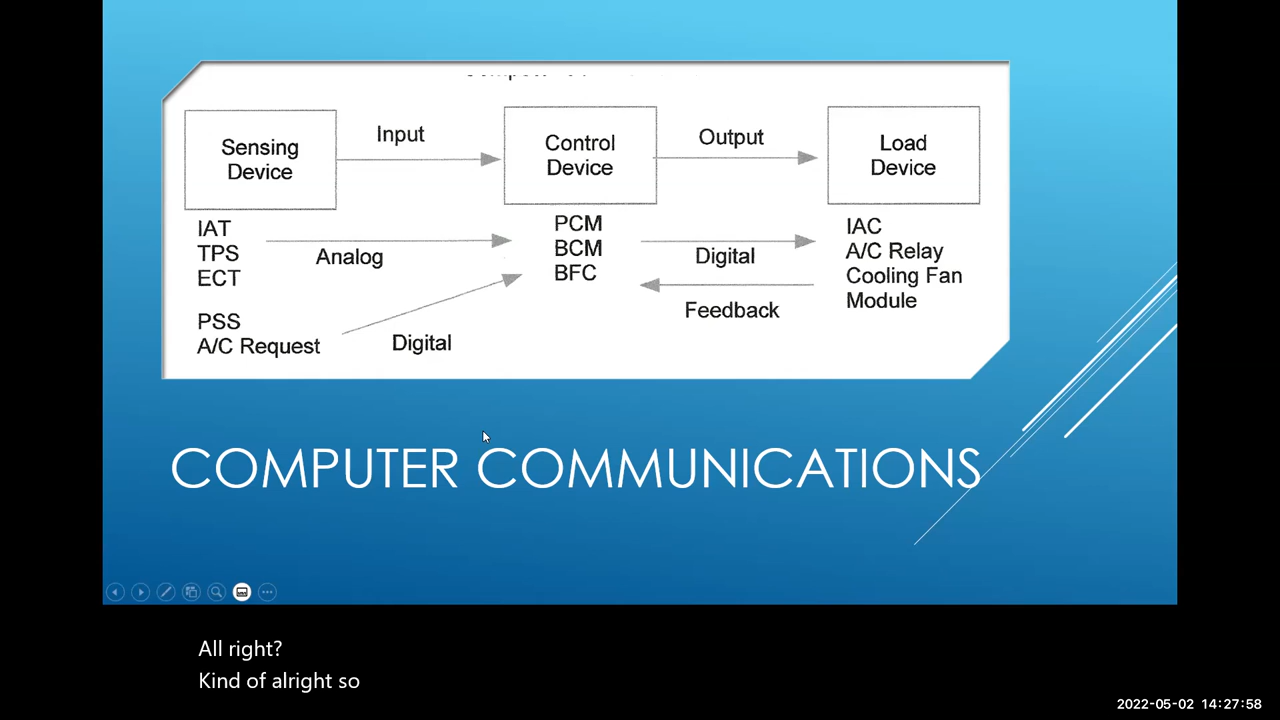 Sensing
Device
Input
Control
Device
Output
Load
Device
IAT
TPS
ECT
Analog
PSS
A/C Request
Digital
PCM
BCM
BFC
Digital
Feedback
IAC
A/C Relay
Cooling Fan
Module
COMPUTER COMMUNICATIONS
All right?
Kind of alright so
2022-05-02 14:27:58